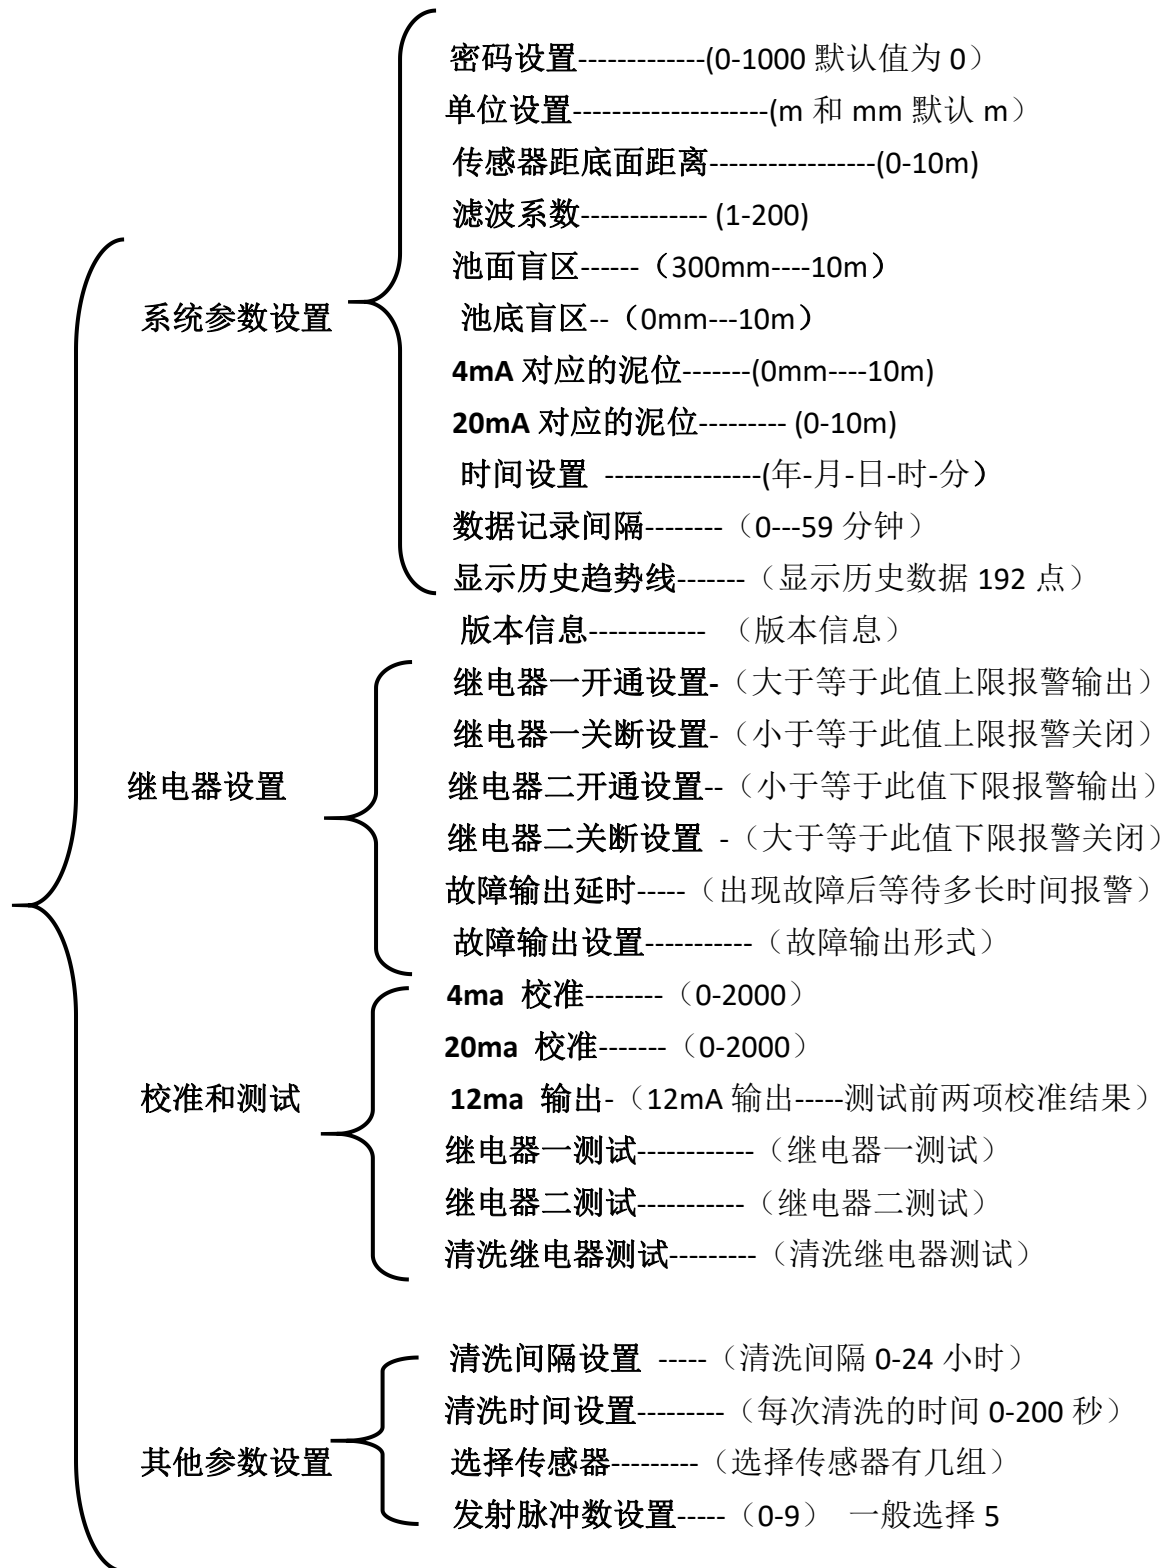 密码设置-------------(0-1000 默认值为 0）
单位设置--------------------(m 和 mm 默认 m）
传感器距底面距离-----------------(0-10m)
滤波系数------------- (1-200)
池面盲区------（300mm----10m）
系统参数设置
池底盲区--（0mm---10m）
4mA 对应的泥位-------(0mm----10m)
20mA 对应的泥位--------- (0-10m)
时间设置 ----------------(年-月-日-时-分）
数据记录间隔--------（0---59 分钟）
显示历史趋势线-------（显示历史数据 192 点）
版本信息------------ （版本信息）
继电器一开通设置-（大于等于此值上限报警输出）
继电器一关断设置-（小于等于此值上限报警关闭）
继电器设置
继电器二开通设置--（小于等于此值下限报警输出）
继电器二关断设置 -（大于等于此值下限报警关闭）
故障输出延时-----（出现故障后等待多长时间报警）
故障输出设置-----------（故障输出形式）
4ma 校准--------（0-2000）
20ma 校准-------（0-2000）
校准和测试
12ma 输出-（12mA 输出-----测试前两项校准结果）
继电器一测试------------（继电器一测试）
继电器二测试-----------（继电器二测试）
清洗继电器测试---------（清洗继电器测试）
清洗间隔设置 -----（清洗间隔 0-24 小时）
清洗时间设置---------（每次清洗的时间 0-200 秒）
其他参数设置
选择传感器---------（选择传感器有几组）
发射脉冲数设置-----（0-9） 一般选择 5